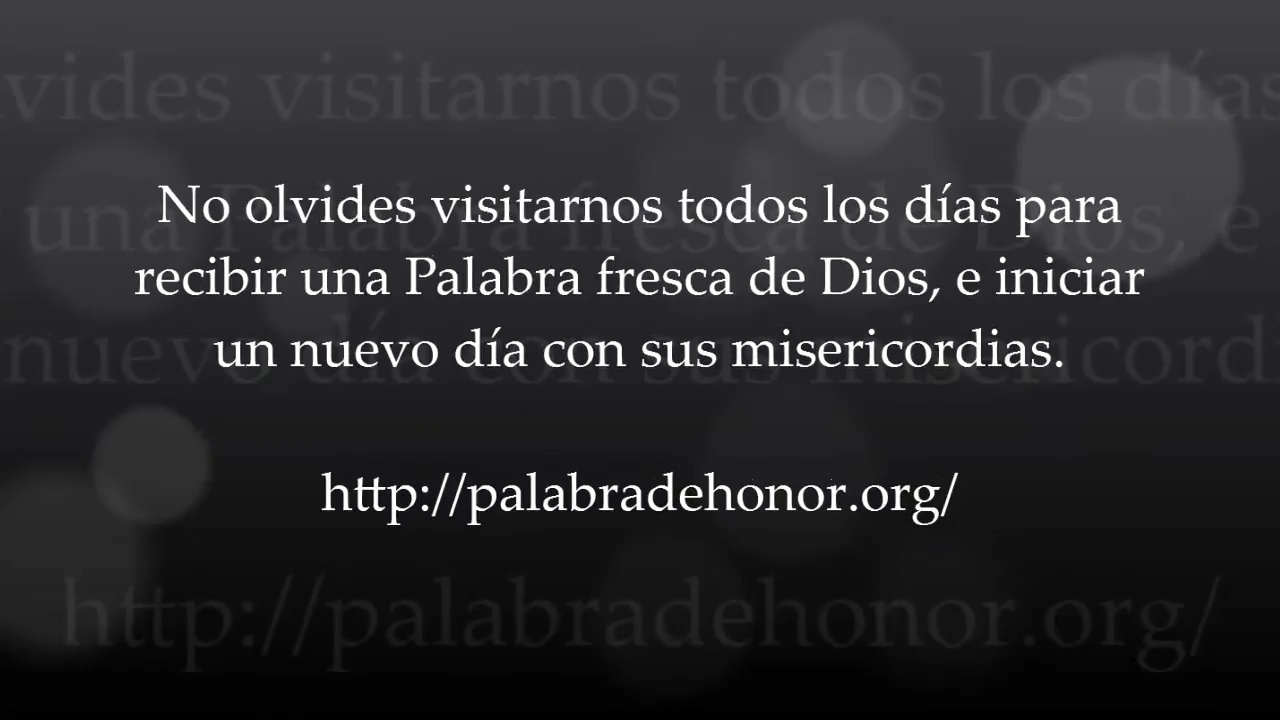 No olvides visitarnos todos los días para
recibir una Palabra fresca de Dios, e iniciar
un nuevo día con sus misericordias.
http://palabradehonor.org/